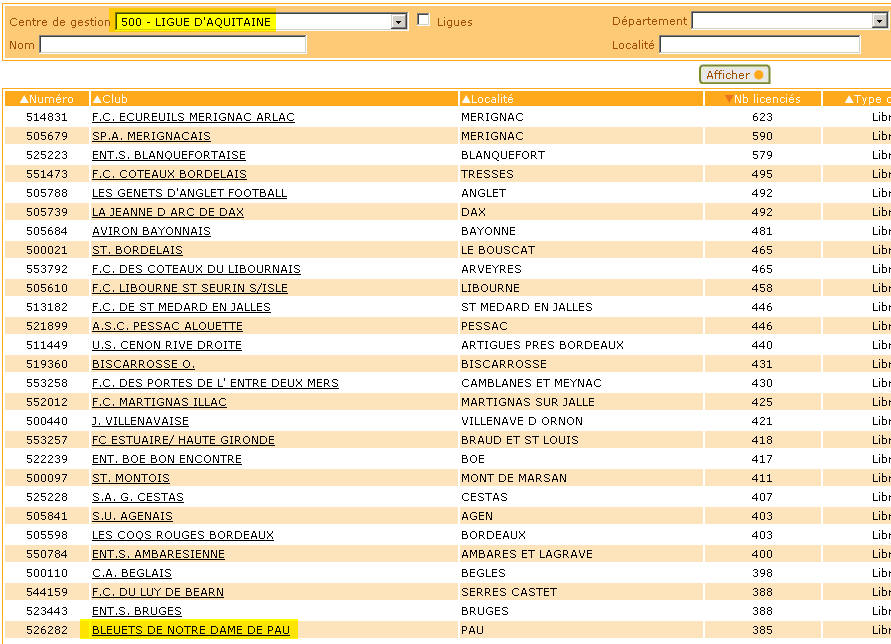 Centre de gestion 500 - LIGUE D'AQUITAINE Ligues Département
Nom Localité
Afficher
Numéro Club Localité Nb licenciés Type c
514831 F.C. ECUREUILS MERIGNAC ARLAC MERIGNAC 623 Libr
505679 SP.A. MERIGNACAIS MERIGNAC 590 Libr
525223 ENT.S. BLANQUEFORTAISE BLANQUEFORT 579 Libr
551473 F.C. COTEAUX BORDELAIS TRESSES 495 Libr
505788 LES GENETS D'ANGLET FOOTBALL ANGLET 492 Libr
505739 LA JEANNE D ARC DE DAX DAX 492 Libr
505684 AVIRON BAYONNAIS BAYONNE 481 Libr
500021 ST. BORDELAIS LE BOUSCAT 465 Libr
553792 F.C. DES COTEAUX DU LIBOURNAIS ARVEYRES 465 Libr
505610 F.C. LIBOURNE ST SEURIN S/ISLE LIBOURNE 458 Libr
513182 F.C. DE ST MEDARD EN JALLES ST MEDARD EN JALLES 446 Libr
521899 A.S.C. PESSAC ALOUETTE PESSAC 446 Libr
511449 U.S. CENON RIVE DROITE ARTIGUES PRES BORDEAUX 440 Libr
519360 BISCARROSSE O. BISCARROSSE 431 Libr
553258 F.C. DES PORTES DE L' ENTRE DEUX MERS CAMBLANES ET MEYNAC 430 Libr
552012 F.C. MARTIGNAS ILLAC MARTIGNAS SUR JALLE 425 Libr
500440 J. VILLENAVAISE VILLENAVE D ORNON 421 Libr
553257 FC ESTUAIRE/ HAUTE GIRONDE BRAUD ET ST LOUIS 418 Libr
522239 ENT. BOE BON ENCONTRE BOE 417 Libr
500097 ST. MONTOIS MONT DE MARSAN 411 Libr
525228 S.A. G. CESTAS CESTAS 407 Libr
505841 S.U. AGENAIS AGEN 403 Libr
505598 LES COQS ROUGES BORDEAUX BORDEAUX 403 Libr
550784 ENT.S. AMBARESIENNE AMBARES ET LAGRAVE 400 Libr
500110 C.A. BEGLAIS BEGLES 398 Libr
544159 F.C. DU LUY DE BEARN SERRES CASTET 388 Libr
523443 ENT.S. BRUGES BRUGES 388 Libr
526282 BLEUETS DE NOTRE DAME DE PAU PAU 385 Libr